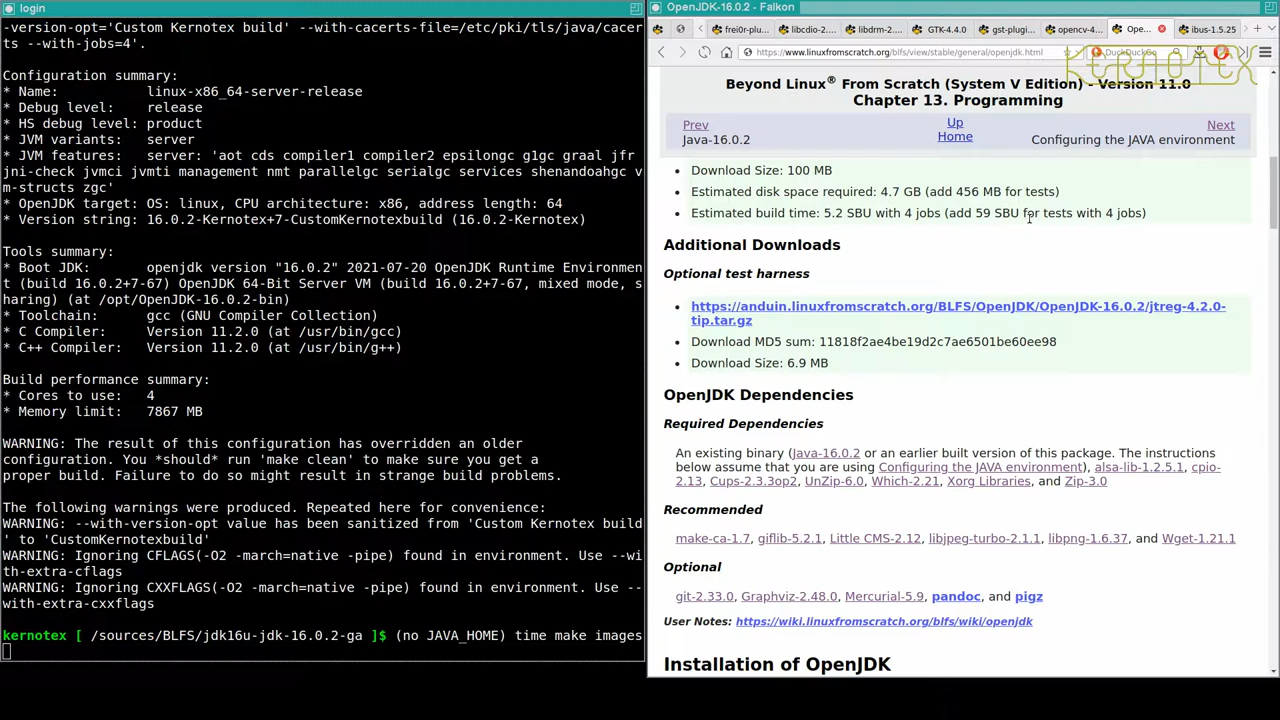 login
-version-opt='Custom Kernotex build' --with-cacerts-file=/etc/pki/tls/java/cacer
ts --with-jobs=4'.
Configuration summary:
* Name:         linux-x86_64-server-release
* Debug level:  release
* HS debug level: product
* JVM variants: server
* JVM features: server: 'aot cds compiler1 compiler2 epsilongc g1gc graal jfr
jni-check jvmci jvmti management nmt parallelgc serialgc services shenandoahgc v
m-structs zgc'
* OpenJDK target: OS: linux, CPU architecture: x86, address length: 64
* Version string: 16.0.2-Kernotex+7-CustomKernotexbuild (16.0.2-Kernotex)
Tools summary:
* Boot JDK:     openjdk version "16.0.2" 2021-07-20 OpenJDK Runtime Environmen
t (build 16.0.2+7-67) OpenJDK 64-Bit Server VM (build 16.0.2+7-67, mixed mode, s
haring) (at /opt/OpenJDK-16.0.2-bin)
* Toolchain:    gcc (GNU Compiler Collection)
* C Compiler:   Version 11.2.0 (at /usr/bin/gcc)
* C++ Compiler: Version 11.2.0 (at /usr/bin/g++)
Build performance summary:
* Cores to use: 4
* Memory limit: 7867 MB
WARNING: The result of this configuration has overridden an older
configuration. You *should* run 'make clean' to make sure you get a
proper build. Failure to do so might result in strange build problems.
The following warnings were produced. Repeated here for convenience:
WARNING: --with-version-opt value has been sanitized from 'Custom Kernotex build
' to 'CustomKernotexbuild'
WARNING: Ignoring CFLAGS(-O2 -march=native -pipe) found in environment. Use --wi
th-extra-cflags
WARNING: Ignoring CXXFLAGS(-O2 -march=native -pipe) found in environment. Use --
with-extra-cxxflags
kernotex [ /sources/BLFS/jdk16u-jdk-16.0.2-ga ]$ (no JAVA_HOME) time make images
OpenJDK-16.0.2 - Falkon
frei0r-plu... libcdio-2.... libdrm-2.... GTK-4.4.0 gst-plugi... opencv-4... Ope... ibus-1.5.25
https://www.linuxfromscratch.org/blfs/view/stable/general/openjdk.html DuckDuckGo
KERNOTEX
Beyond Linux® From Scratch (System V Edition) - Version 11.0
Chapter 13. Programming
Prev Up Next
Java-16.0.2 Home Configuring the JAVA environment
• Download Size: 100 MB
• Estimated disk space required: 4.7 GB (add 456 MB for tests)
• Estimated build time: 5.2 SBU with 4 jobs (add 59 SBU for tests with 4 jobs)
Additional Downloads
Optional test harness
• https://anduin.linuxfromscratch.org/BLFS/OpenJDK/OpenJDK-16.0.2/jtreg-4.2.0-
tip.tar.gz
• Download MD5 sum: 11818f2ae4be19d2c7ae6501be60ee98
• Download Size: 6.9 MB
OpenJDK Dependencies
Required Dependencies
An existing binary (Java-16.0.2 or an earlier built version of this package. The instructions
below assume that you are using Configuring the JAVA environment), alsa-lib-1.2.5.1, cpio-
2.13, Cups-2.3.3op2, UnZip-6.0, Which-2.21, Xorg Libraries, and Zip-3.0
Recommended
make-ca-1.7, giflib-5.2.1, Little CMS-2.12, libjpeg-turbo-2.1.1, libpng-1.6.37, and Wget-1.21.1
Optional
git-2.33.0, Graphviz-2.48.0, Mercurial-5.9, pandoc, and pigz
User Notes: https://wiki.linuxfromscratch.org/blfs/wiki/openjdk
Installation of OpenJDK